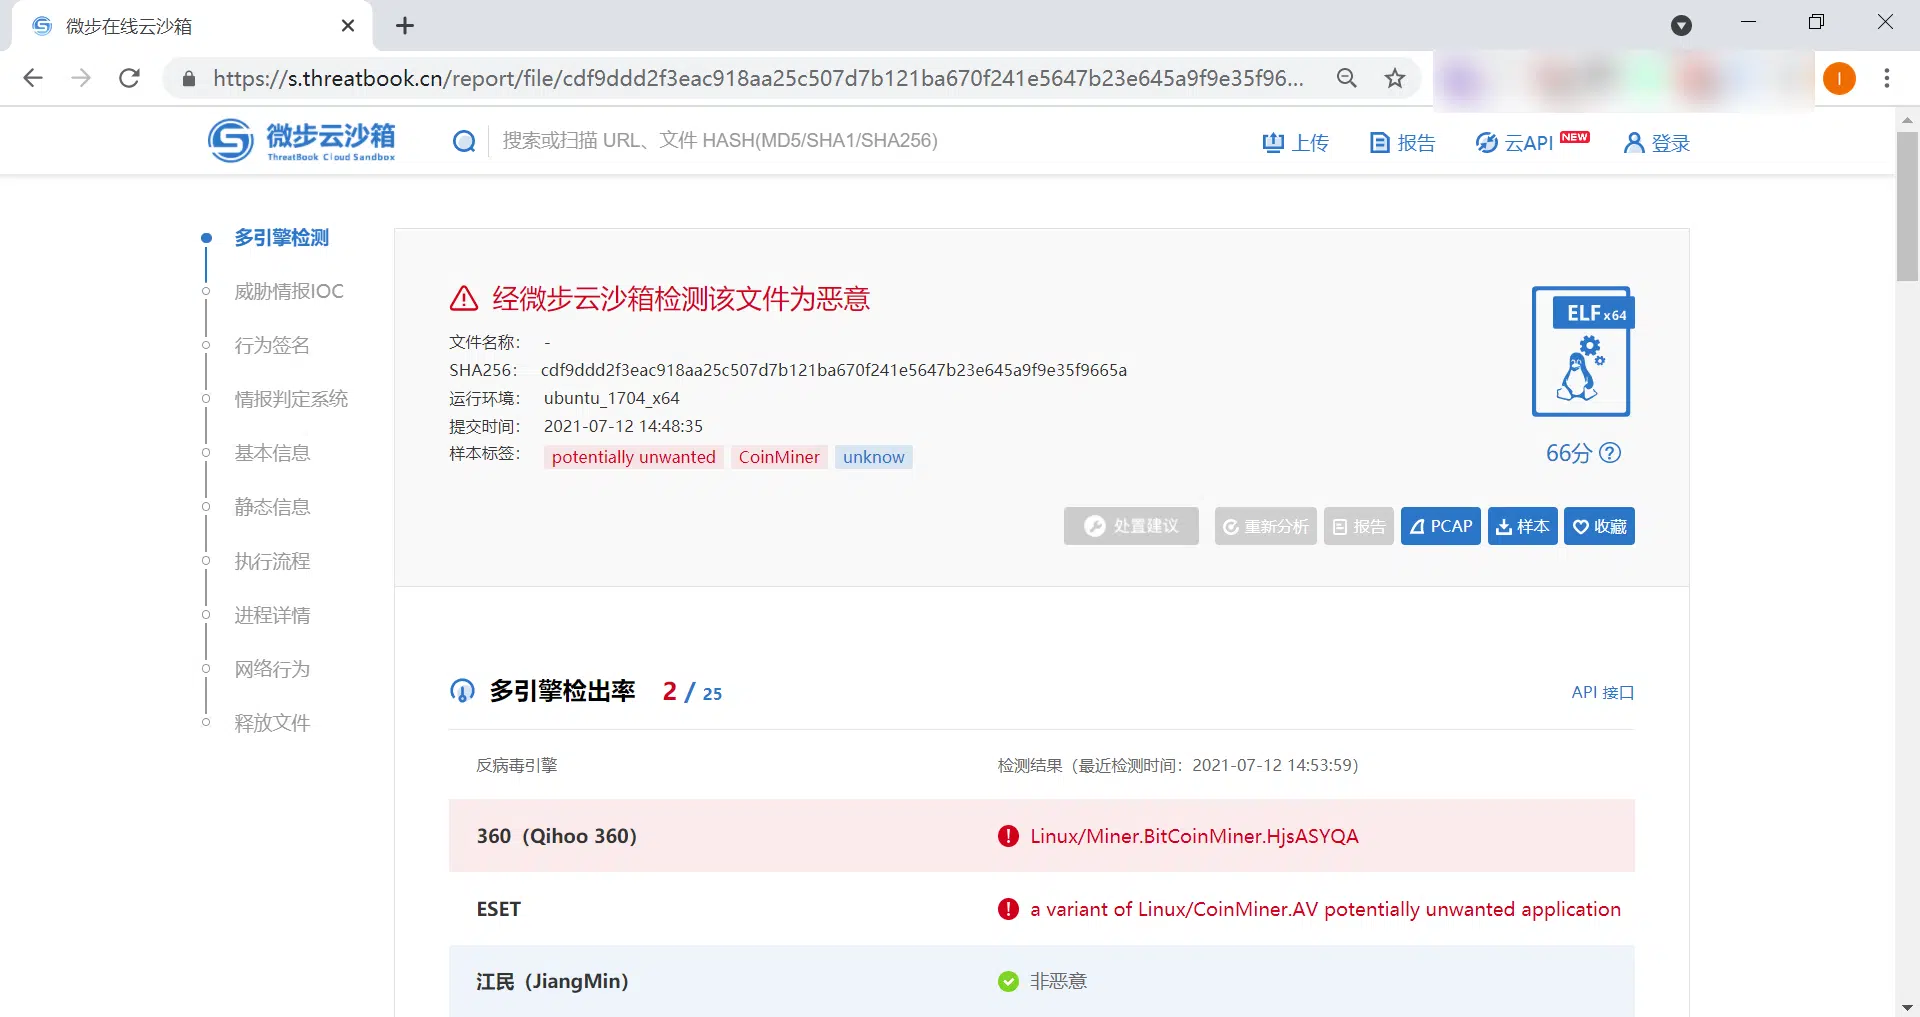 微步在线云沙箱
https://s.threatbook.cn/report/file/cdf9ddd2f3eac918aa25c507d7b121ba670f241e5647b23e645a9f9e35f96...
I
微步云沙箱
ThreatBook Cloud Sandbox
搜索或扫描 URL、文件 HASH(MD5/SHA1/SHA256)
上传
报告
云API NEW
登录
多引擎检测
威胁情报IOC
行为签名
情报判定系统
基本信息
静态信息
执行流程
进程详情
网络行为
释放文件
经微步云沙箱检测该文件为恶意
文件名称： -
SHA256： cdf9ddd2f3eac918aa25c507d7b121ba670f241e5647b23e645a9f9e35f9665a
运行环境： ubuntu_1704_x64
提交时间： 2021-07-12 14:48:35
样本标签： potentially unwanted CoinMiner unknow
ELF x64
66分 ?
处置建议 重新分析 报告 PCAP 样本 收藏
多引擎检出率 2 / 25
API 接口
反病毒引擎 检测结果（最近检测时间：2021-07-12 14:53:59）
360（Qihoo 360） Linux/Miner.BitCoinMiner.HjsASYQA
ESET a variant of Linux/CoinMiner.AV potentially unwanted application
江民（JiangMin） 非恶意